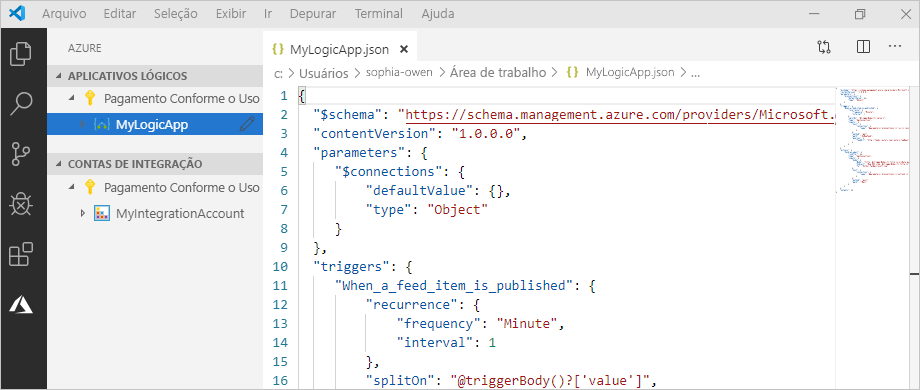 Arquivo Editar Seleção Exibir Ir Depurar Terminal Ajuda
AZURE
APLICATIVOS LÓGICOS
Pagamento Conforme o Uso
MyLogicApp
CONTAS DE INTEGRAÇÃO
Pagamento Conforme o Uso
MyIntegrationAccount
{} MyLogicApp.json ×
c: > Usuários > sophia-owen > Área de trabalho > {} MyLogicApp.json > ...
1 {
2 "$schema": "https://schema.management.azure.com/providers/Microsoft.
3 "contentVersion": "1.0.0.0",
4 "parameters": {
5 "$connections": {
6 "defaultValue": {},
7 "type": "Object"
8 }
9 },
10 "triggers": {
11 "When_a_feed_item_is_published": {
12 "recurrence": {
13 "frequency": "Minute",
14 "interval": 1
15 },
16 "splitOn": "@triggerBody()?['value']",